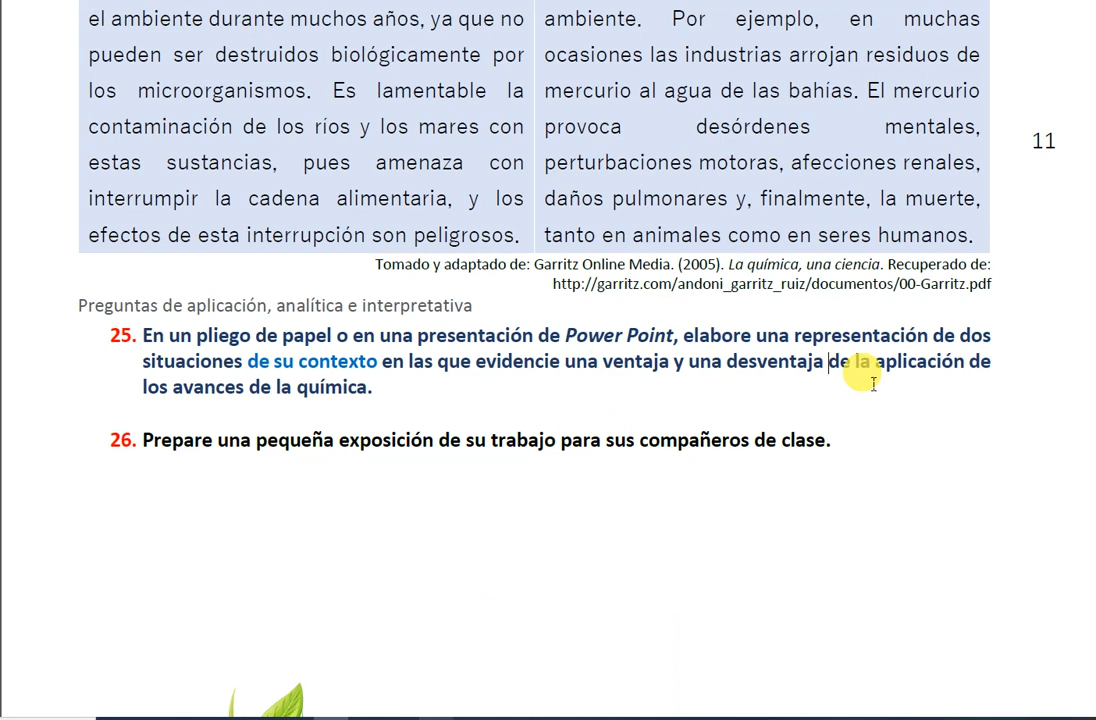 el ambiente durante muchos años, ya que no
pueden ser destruidos biológicamente por
los microorganismos. Es lamentable la
contaminación de los ríos y los mares con
estas sustancias, pues amenaza con
interrumpir la cadena alimentaria, y los
efectos de esta interrupción son peligrosos.
ambiente. Por ejemplo, en muchas
ocasiones las industrias arrojan residuos de
mercurio al agua de las bahías. El mercurio
provoca desórdenes mentales,
perturbaciones motoras, afecciones renales,
daños pulmonares y, finalmente, la muerte,
tanto en animales como en seres humanos.
11
Tomado y adaptado de: Garritz Online Media. (2005). La química, una ciencia. Recuperado de:
http://garritz.com/andoni_garritz_ruiz/documentos/00-Garritz.pdf
Preguntas de aplicación, analítica e interpretativa
25. En un pliego de papel o en una presentación de Power Point, elabore una representación de dos
situaciones de su contexto en las que evidencie una ventaja y una desventaja de la aplicación de
los avances de la química.
26. Prepare una pequeña exposición de su trabajo para sus compañeros de clase.